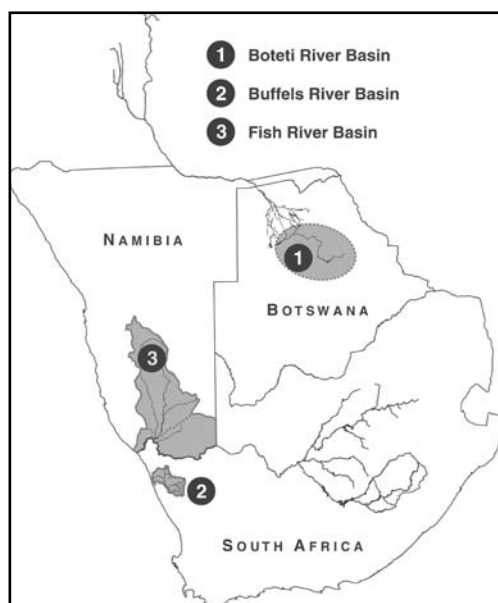 1 Boteti River Basin
2 Buffels River Basin
3 Fish River Basin
NAMIBIA
1
BOTSWANA
3
2
SOUTH AFRICA